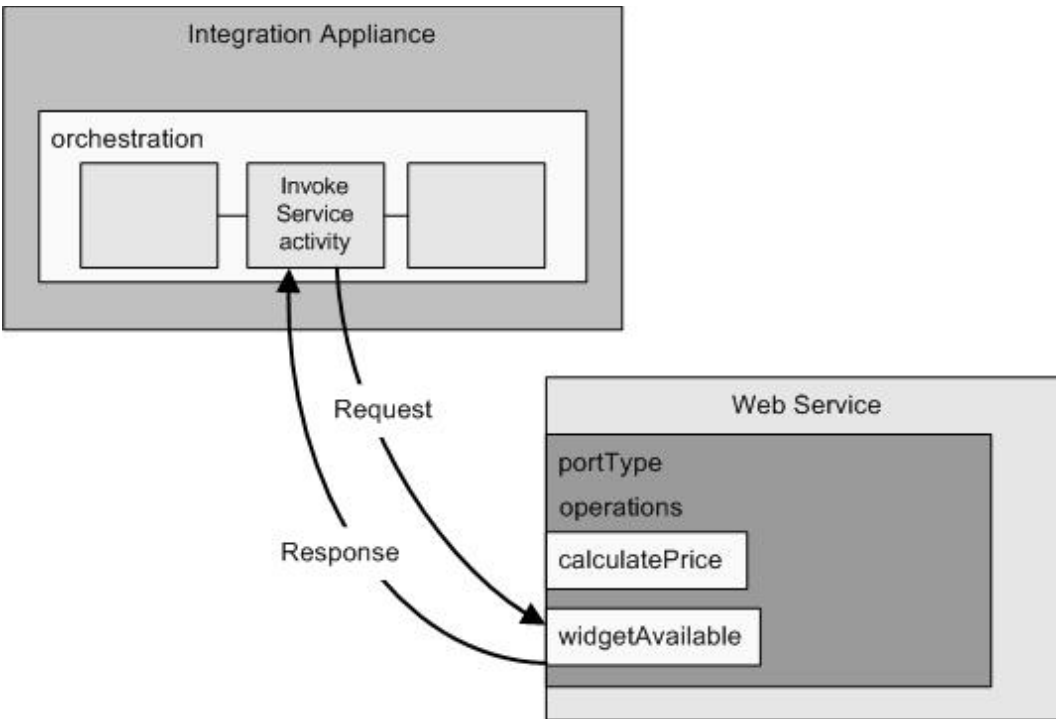 Integration Appliance
orchestration
Invoke
Service
activity
Request
Response
Web Service
portType
operations
calculatePrice
widgetAvailable